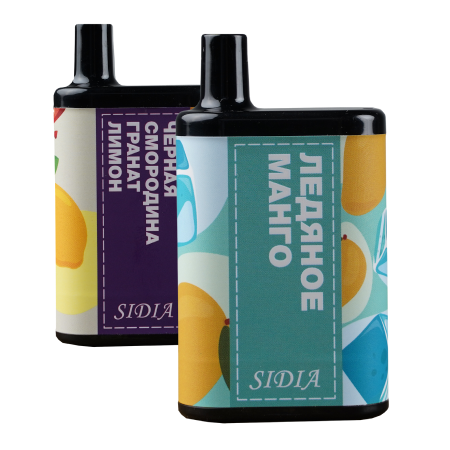 ЧЕРНАЯ
СМОРОДИНА
ГРАНАТ
ЛИМОН
SIDIA
ЛЕДЯНОЕ
МАНГО
SIDIA